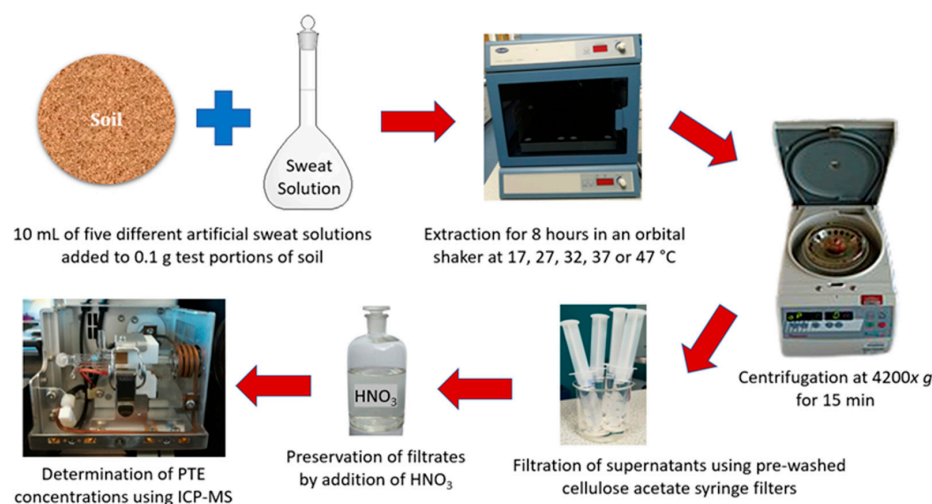 Soil
Sweat
Solution
10 mL of five different artificial sweat solutions
added to 0.1 g test portions of soil
Extraction for 8 hours in an orbital
shaker at 17, 27, 32, 37 or 47 °C
Centrifugation at 4200x g
for 15 min
HNO₃
Determination of PTE
concentrations using ICP-MS
Preservation of filtrates
by addition of HNO₃
Filtration of supernatants using pre-washed
cellulose acetate syringe filters